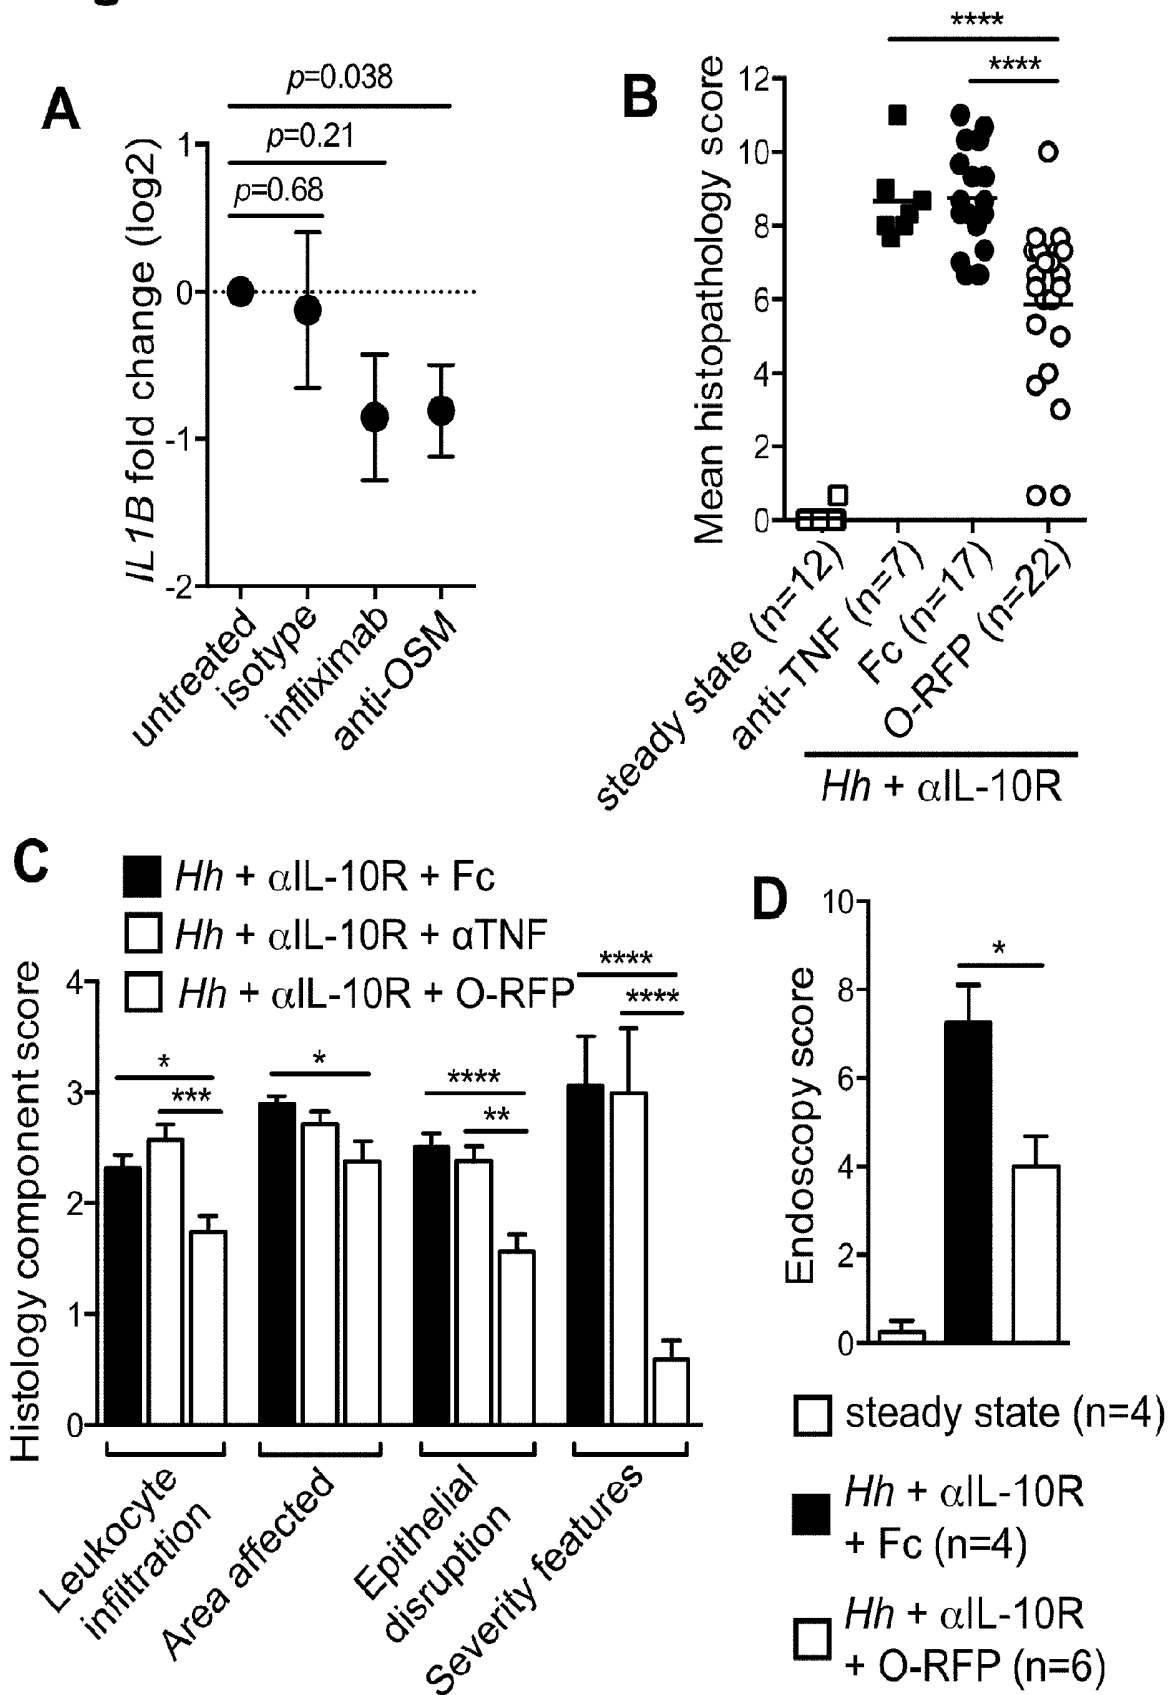 A
p=0.038
p=0.21
p=0.68
IL1B fold change (log2)
1
0
-1
-2
untreated
isotype
infliximab
anti-OSM
B
****
****
Mean histopathology score
12
10
8
6
4
2
0
steady state (n=12)
anti-TNF (n=7)
Fc (n=17)
O-RFP (n=22)
Hh + αIL-10R
C
Hh + αIL-10R + Fc
Hh + αIL-10R + αTNF
Hh + αIL-10R + O-RFP
Histology component score
4
3
2
1
0
*
***
*
****
**
****
****
Leukocyte
infiltration
Area affected
Epithelial
disruption
Severity features
D
Endoscopy score
10
8
6
4
2
0
*
steady state (n=4)
Hh + αIL-10R
+ Fc (n=4)
Hh + αIL-10R
+ O-RFP (n=6)